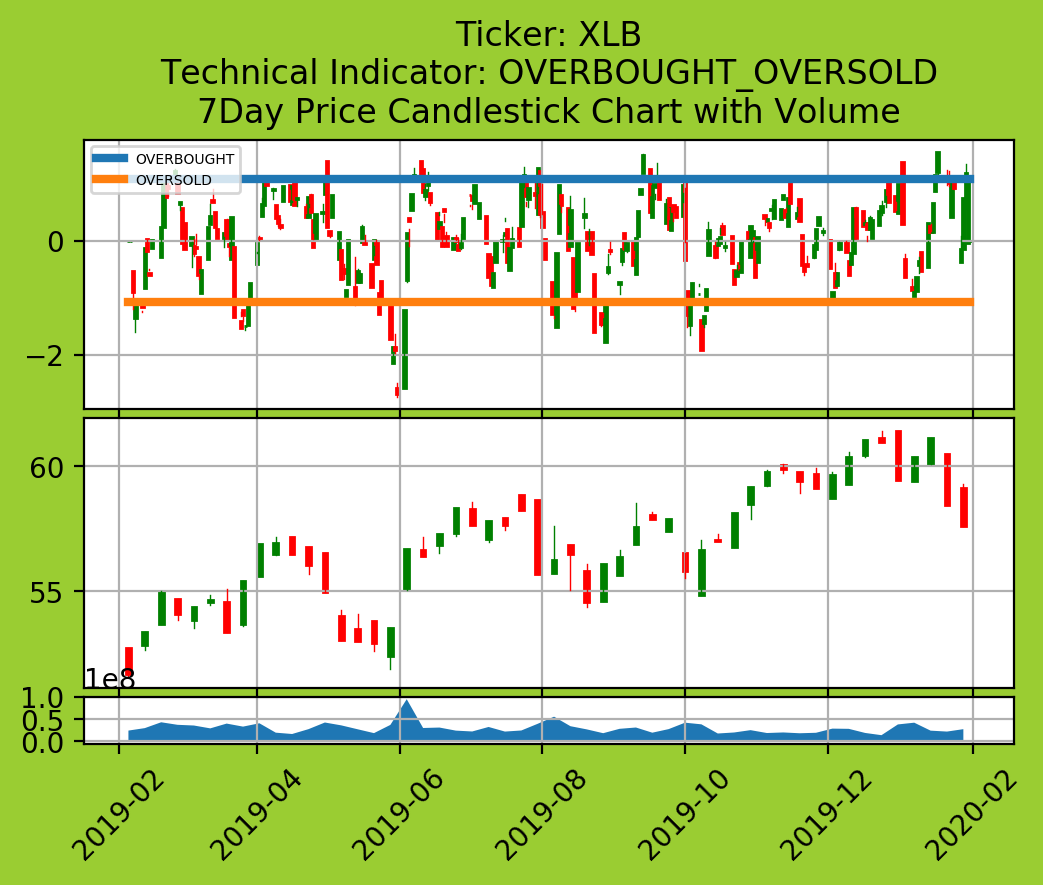 Ticker: XLB
Technical Indicator: OVERBOUGHT_OVERSOLD
7Day Price Candlestick Chart with Volume
OVERBOUGHT
OVERSOLD
0
−2
60
55
1e8
1.0
0.5
0.0
2019-02
2019-04
2019-06
2019-08
2019-10
2019-12
2020-02